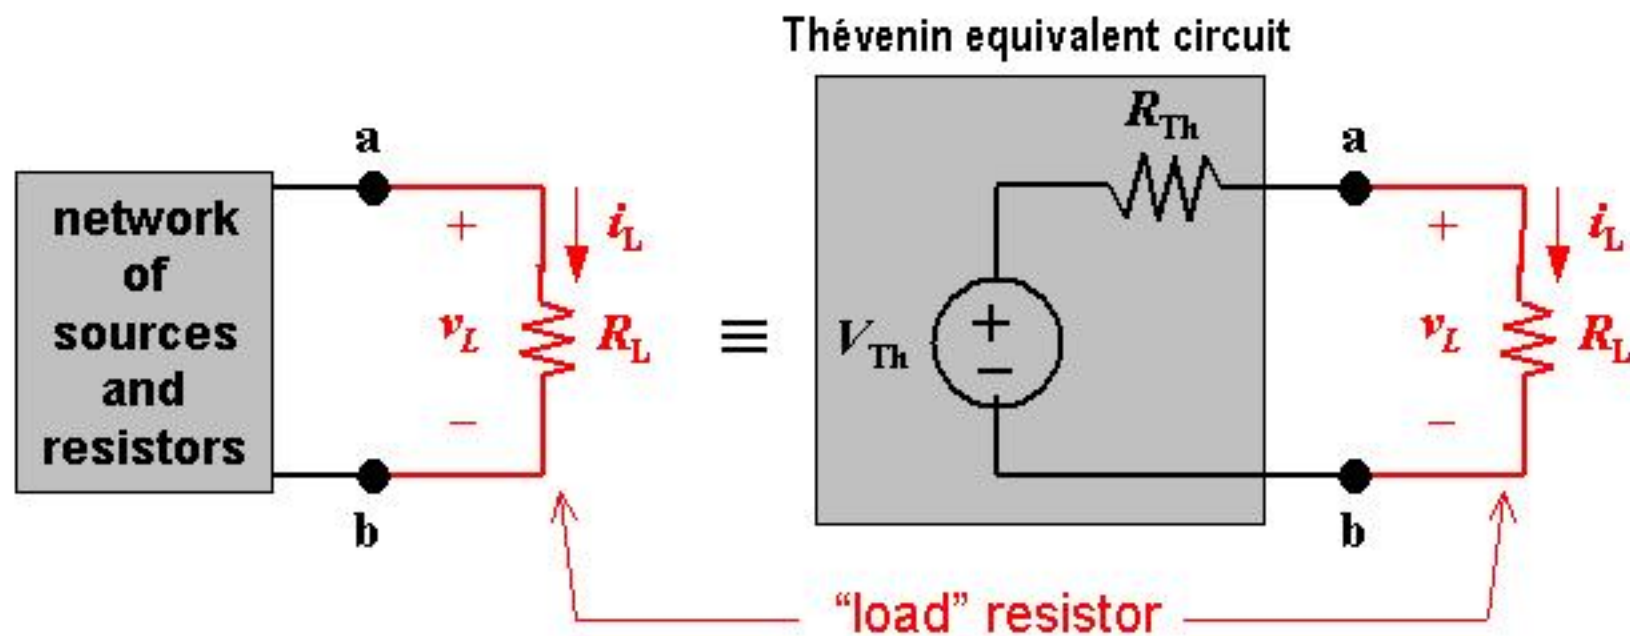 Thévenin equivalent circuit
network
of
sources
and
resistors
a
+
v_L
−
b
i_L
R_L
≡
V_Th
+
−
R_Th
a
+
v_L
−
b
i_L
R_L
“load” resistor